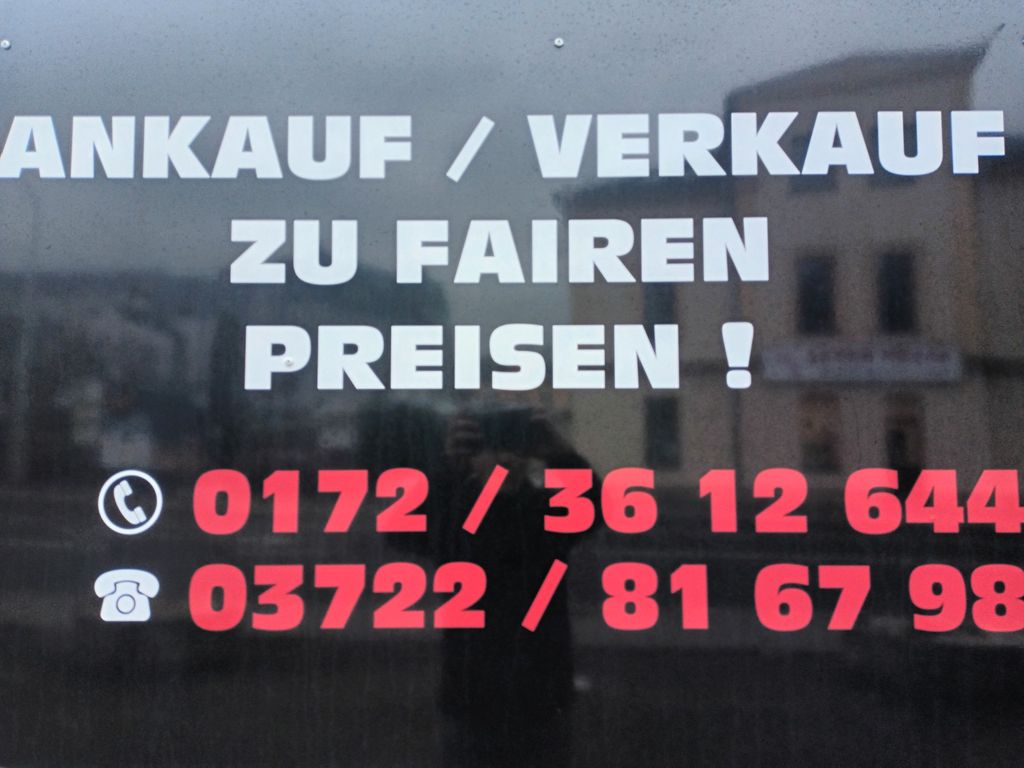 ANKAUF / VERKAUF
ZU FAIREN
PREISEN !
0172 / 36 12 644
03722 / 81 67 98